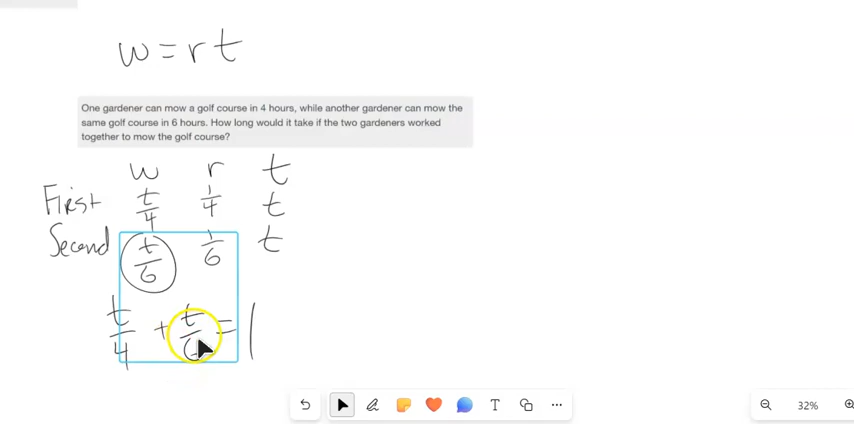 w = r t
One gardener can mow a golf course in 4 hours, while another gardener can mow the
same golf course in 6 hours. How long would it take if the two gardeners worked
together to mow the golf course?
w r t
First t/4 1/4 t
Second t/6 1/6 t
t/4 + t/6 = 1
T
32%